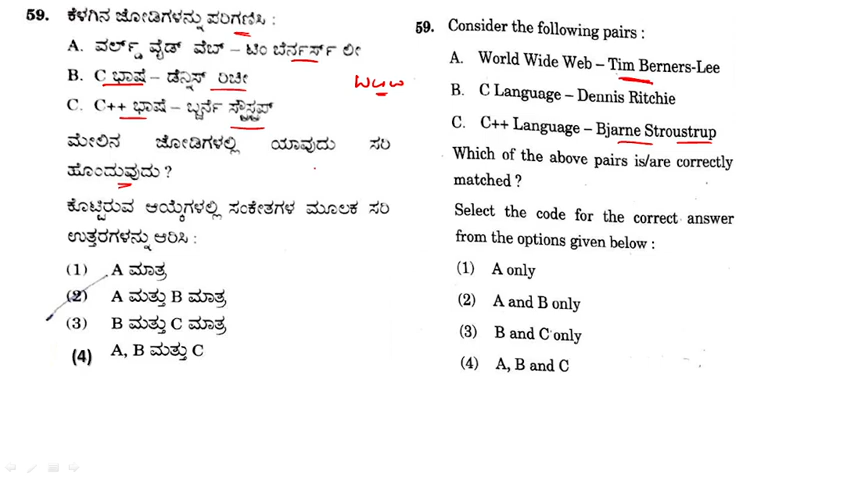 59. ಕೆಳಗಿನ ಜೋಡಿಗಳನ್ನು ಪರಿಗಣಿಸಿ :
A. ವರ್ಲ್ಡ್ ವೈಡ್ ವೆಬ್ – ಟಿಂ ಬೆರ್ನರ್ಸ್ ಲೀ
B. C ಭಾಷೆ – ಡೆನ್ನಿಸ್ ರಿಚೀ
C. C++ ಭಾಷೆ – ಬ್ಜರ್ನೆ
ಮೇಲಿನ ಜೋಡಿಗಳಲ್ಲಿ ಯಾವುದು ಸರಿ
ಹೊಂದುವುದು ?
ಕೊಟ್ಟಿರುವ ಆಯ್ಕೆಗಳಲ್ಲಿ ಸಂಕೇತಗಳ ಮೂಲಕ ಸರಿ
ಉತ್ತರಗಳನ್ನು ಆರಿಸಿ :
(1) A ಮಾತ್ರ
(2) A ಮತ್ತು B ಮಾತ್ರ
(3) B ಮತ್ತು C ಮಾತ್ರ
(4) A, B ಮತ್ತು C
59. Consider the following pairs :
A. World Wide Web – Tim Berners-Lee
B. C Language – Dennis Ritchie
C. C++ Language – Bjarne Stroustrup
Which of the above pairs is/are correctly
matched ?
Select the code for the correct answer
from the options given below :
(1) A only
(2) A and B only
(3) B and C only
(4) A, B and C